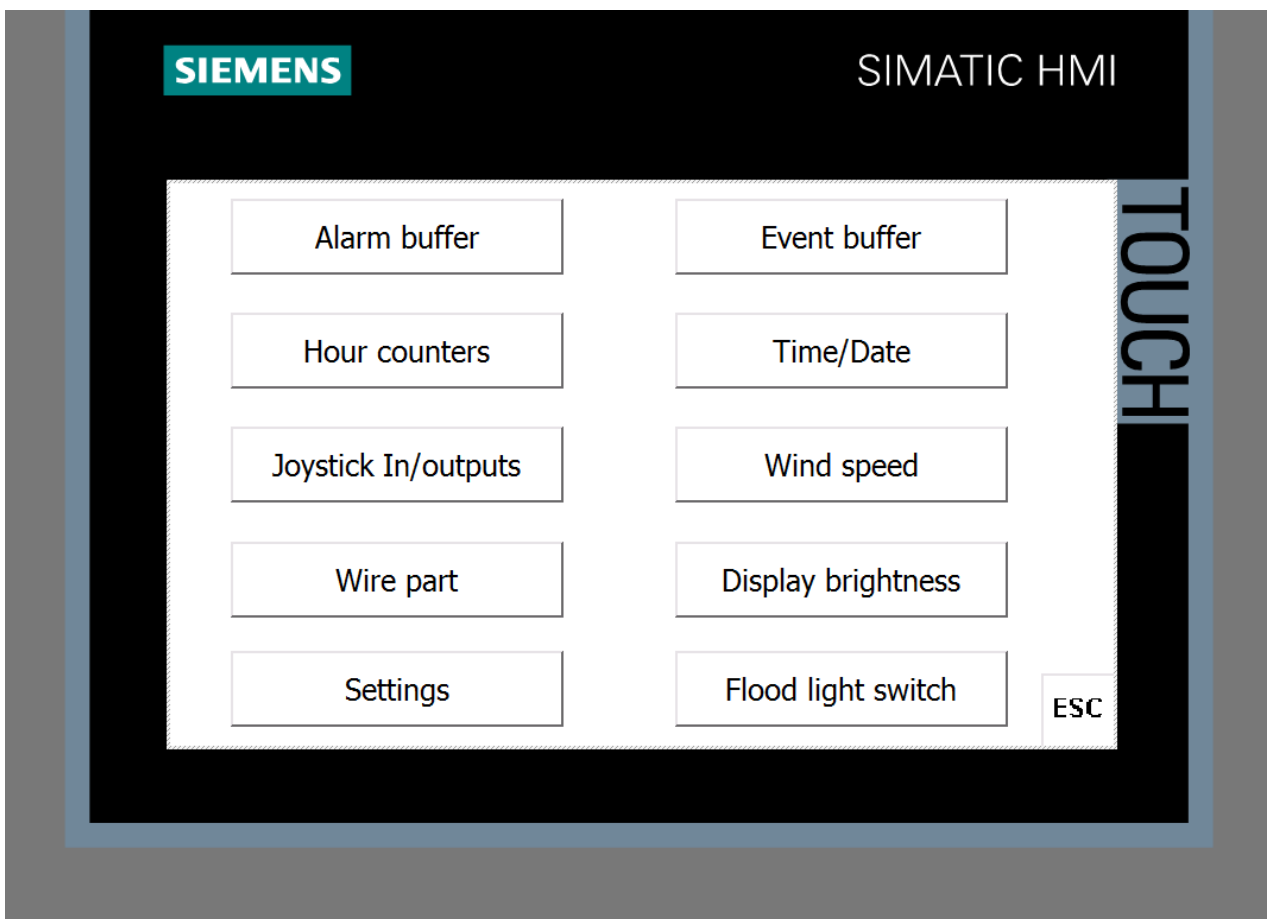 SIEMENS
SIMATIC HMI
TOUCH
Alarm buffer
Event buffer
Hour counters
Time/Date
Joystick In/outputs
Wind speed
Wire part
Display brightness
Settings
Flood light switch
ESC